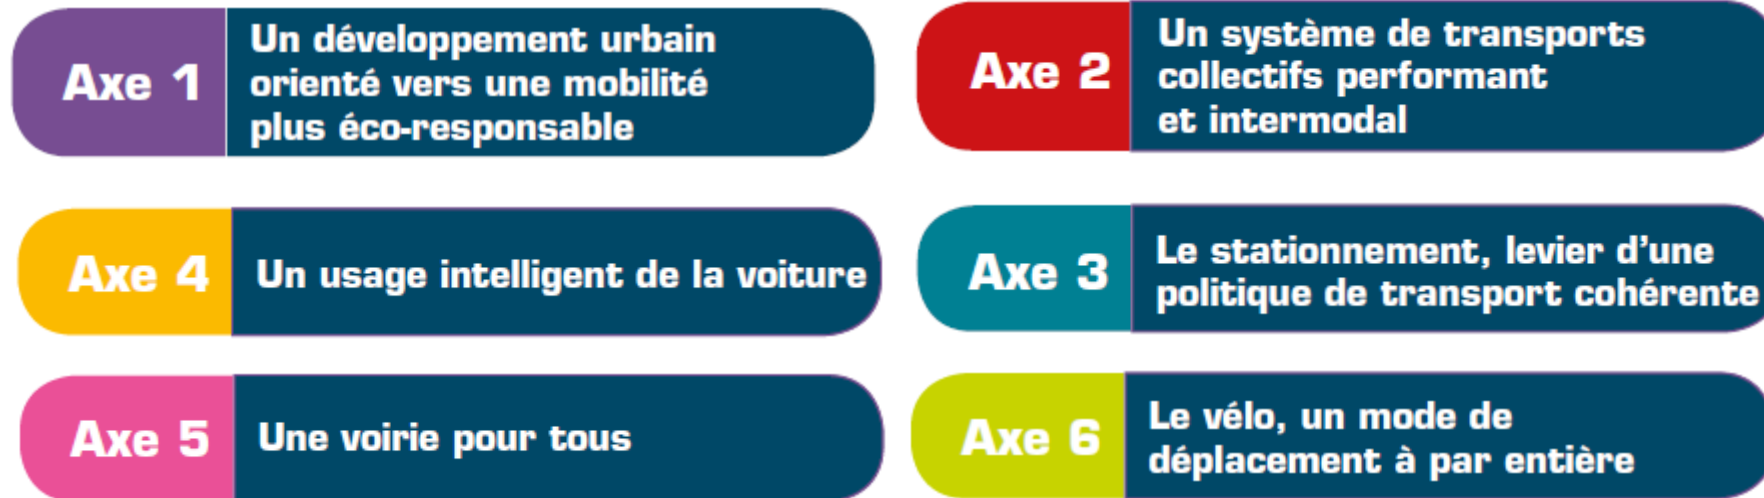 Axe 1
Un développement urbain
orienté vers une mobilité
plus éco-responsable
Axe 2
Un système de transports
collectifs performant
et intermodal
Axe 4
Un usage intelligent de la voiture
Axe 3
Le stationnement, levier d’une
politique de transport cohérente
Axe 5
Une voirie pour tous
Axe 6
Le vélo, un mode de
déplacement à par entière